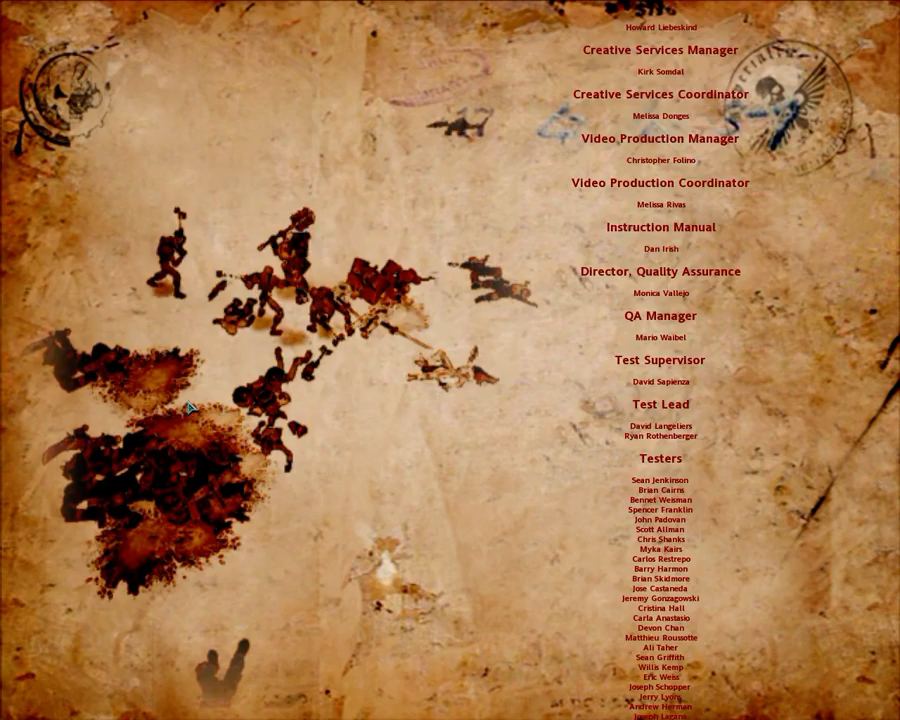 Howard Liebeskind
Creative Services Manager
Kirk Somdal
Creative Services Coordinator
Melissa Donges
Video Production Manager
Christopher Folino
Video Production Coordinator
Melissa Rivas
Instruction Manual
Dan Irish
Director, Quality Assurance
Monica Vallejo
QA Manager
Mario Waibel
Test Supervisor
David Sapienza
Test Lead
David Langeliers
Ryan Rothenberger
Testers
Sean Jenkinson
Brian Cairns
Bennet Weisman
Spencer Franklin
John Padovan
Scott Allman
Chris Shanks
Myka Kairs
Carlos Restrepo
Barry Harmon
Brian Skidmore
Jose Castaneda
Jeremy Gonzagowski
Cristina Hall
Carla Anastasio
Devon Chan
Matthieu Roussotte
Ali Taher
Sean Griffith
Willis Kemp
Eric Weiss
Joseph Schopper
Jerry Lyons
Andrew Herman
Joseph Lagana